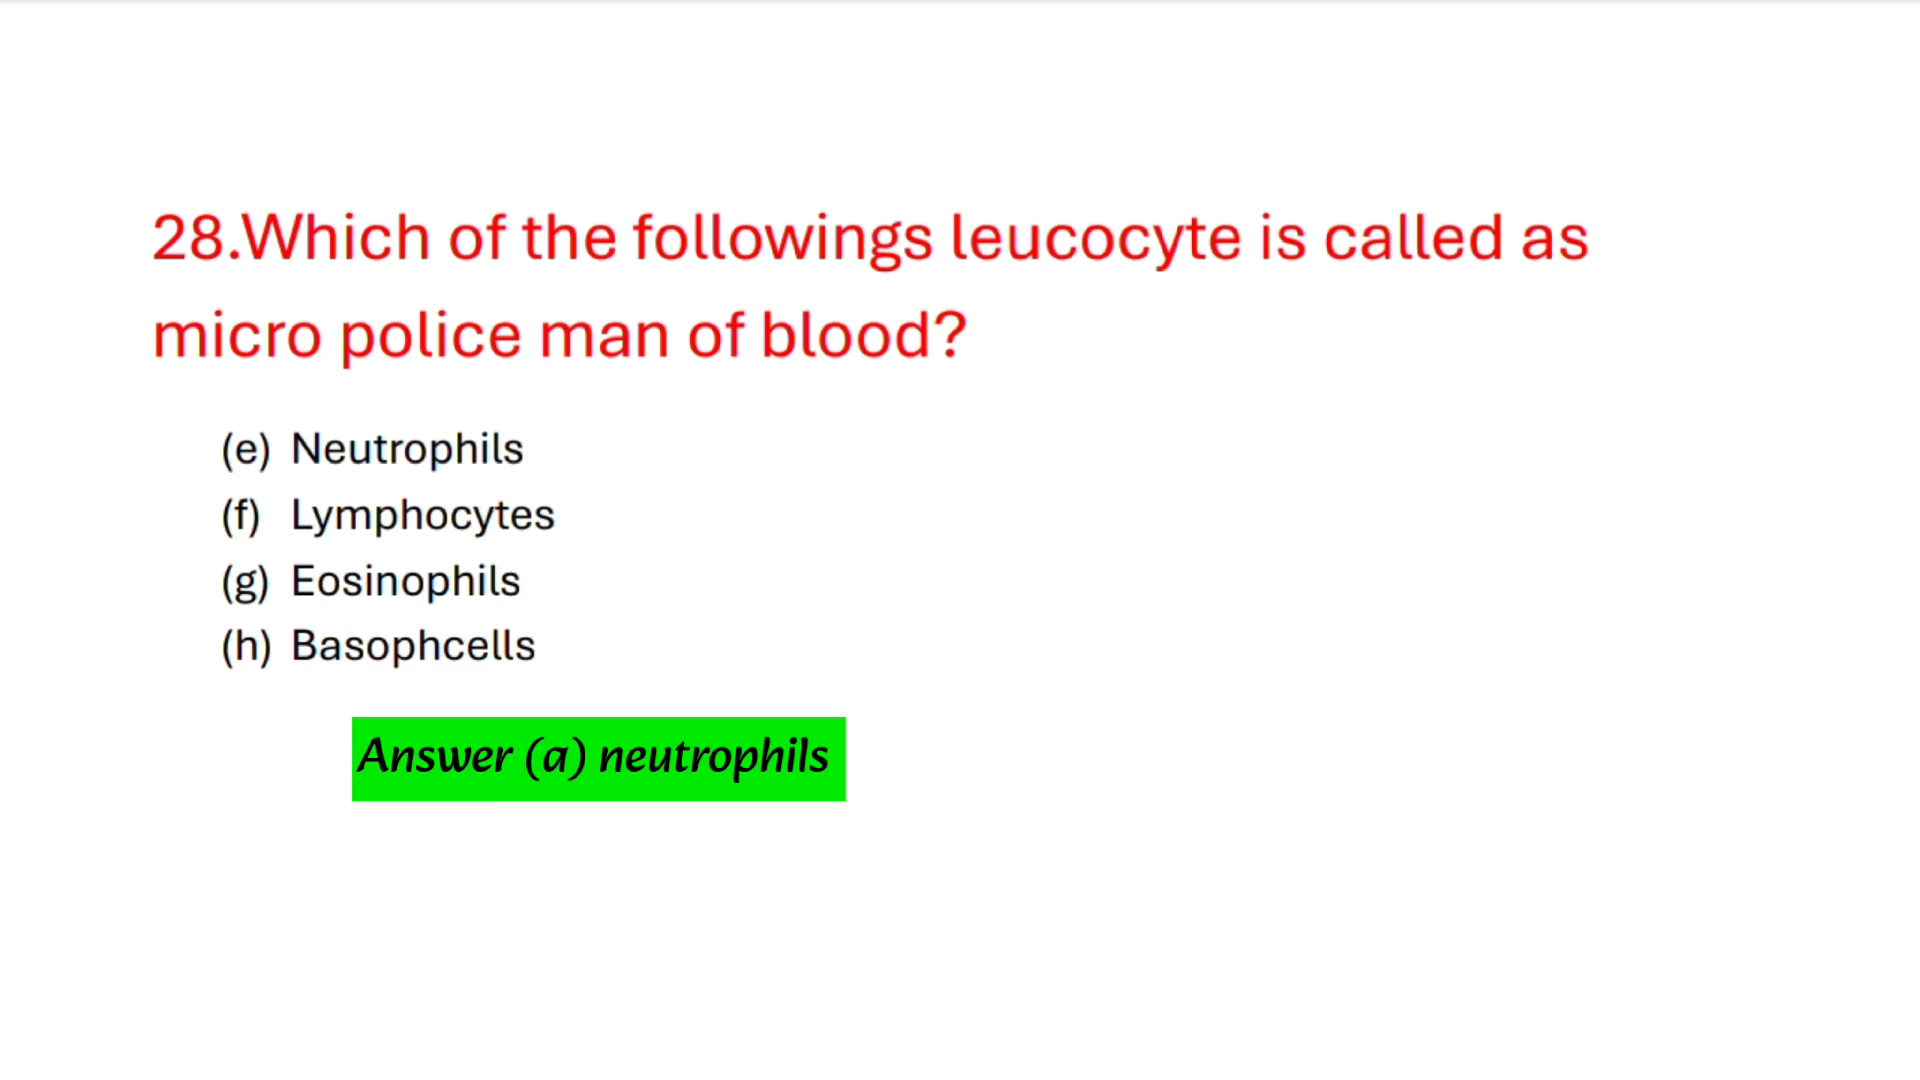 28.Which of the followings leucocyte is called as
micro police man of blood?
(e) Neutrophils
(f) Lymphocytes
(g) Eosinophils
(h) Basophcells
Answer (a) neutrophils